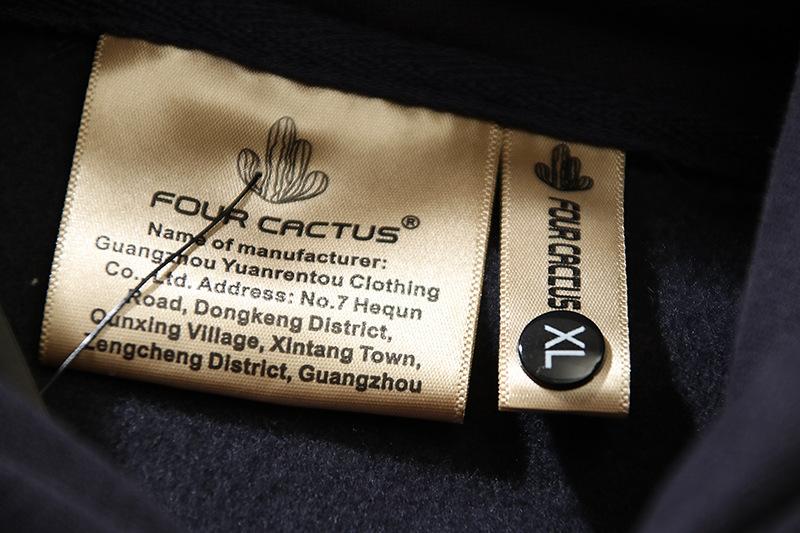 FOUR CACTUS®
Name of manufacturer:
Guangzhou Yuanrentou Clothing
Co., Ltd. Address: No.7 Hequn
Road, Dongkeng District,
Qunxing Village, Xintang Town,
Zengcheng District, Guangzhou
FOUR CACTUS
XL